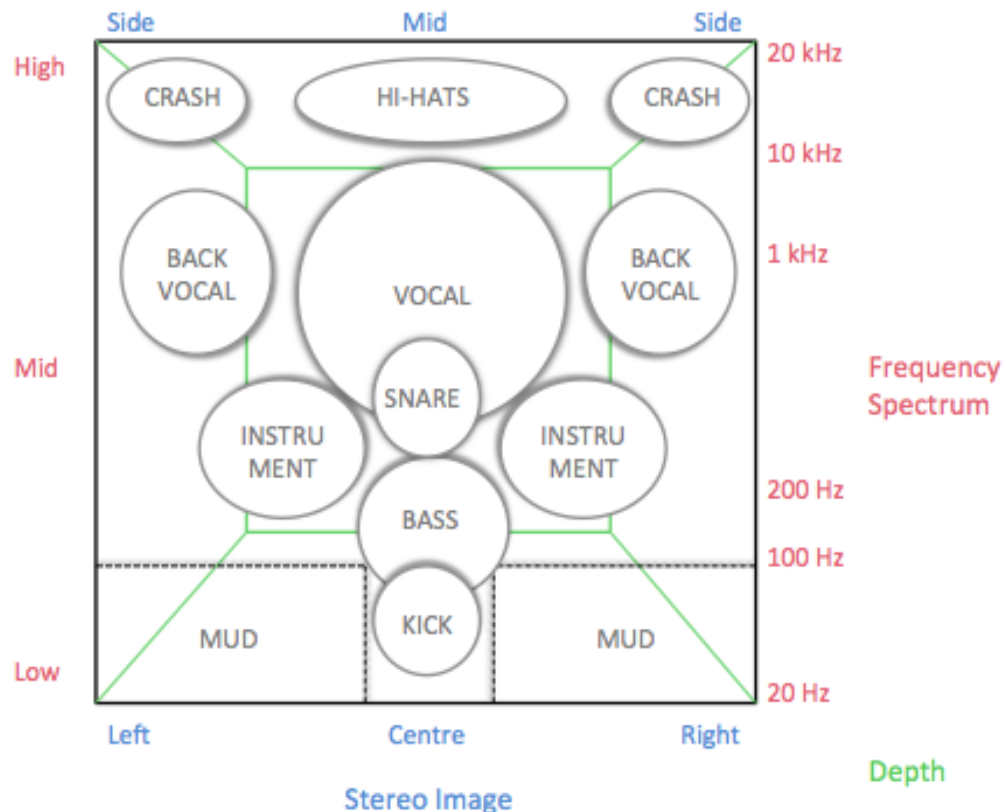 Side Mid Side
High 20 kHz
CRASH HI-HATS CRASH
10 kHz
BACK
VOCAL
VOCAL
BACK
VOCAL
1 kHz
Mid
Frequency
Spectrum
SNARE
INSTRU
MENT
INSTRU
MENT
200 Hz
BASS
100 Hz
KICK
MUD MUD
Low 20 Hz
Left Centre Right
Depth
Stereo Image